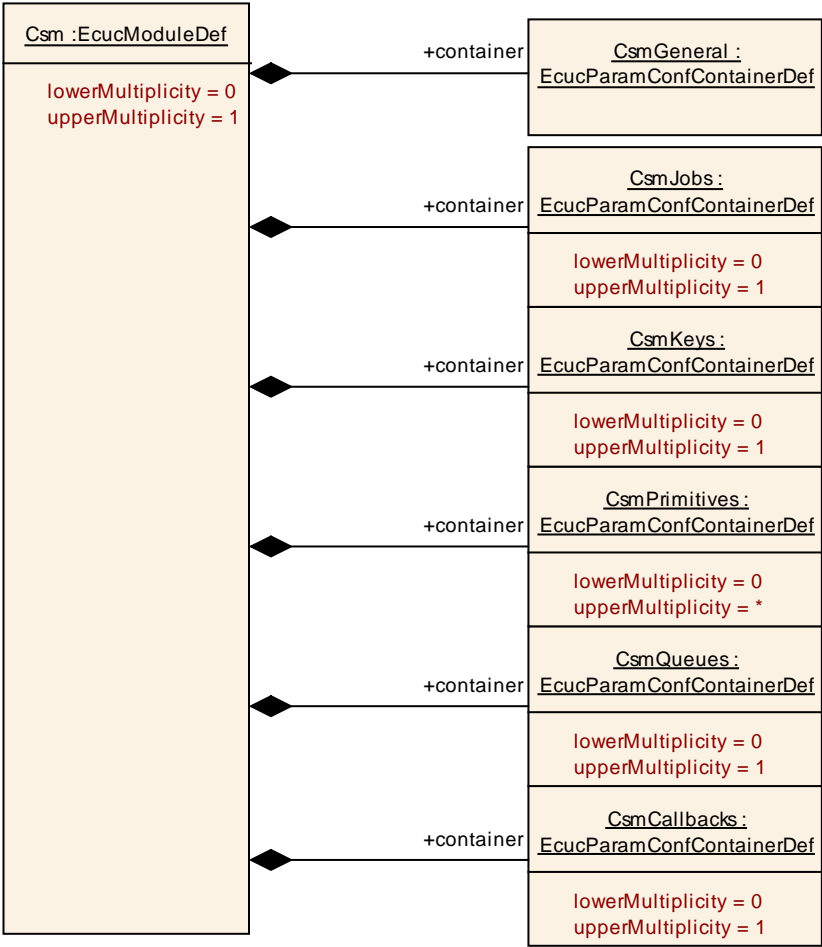 Csm :EcucModuleDef
lowerMultiplicity = 0
upperMultiplicity = 1
+container
CsmGeneral :
EcucParamConfContainerDef
+container
CsmJobs :
EcucParamConfContainerDef
lowerMultiplicity = 0
upperMultiplicity = 1
+container
CsmKeys :
EcucParamConfContainerDef
lowerMultiplicity = 0
upperMultiplicity = 1
+container
CsmPrimitives :
EcucParamConfContainerDef
lowerMultiplicity = 0
upperMultiplicity = *
+container
CsmQueues :
EcucParamConfContainerDef
lowerMultiplicity = 0
upperMultiplicity = 1
+container
CsmCallbacks :
EcucParamConfContainerDef
lowerMultiplicity = 0
upperMultiplicity = 1